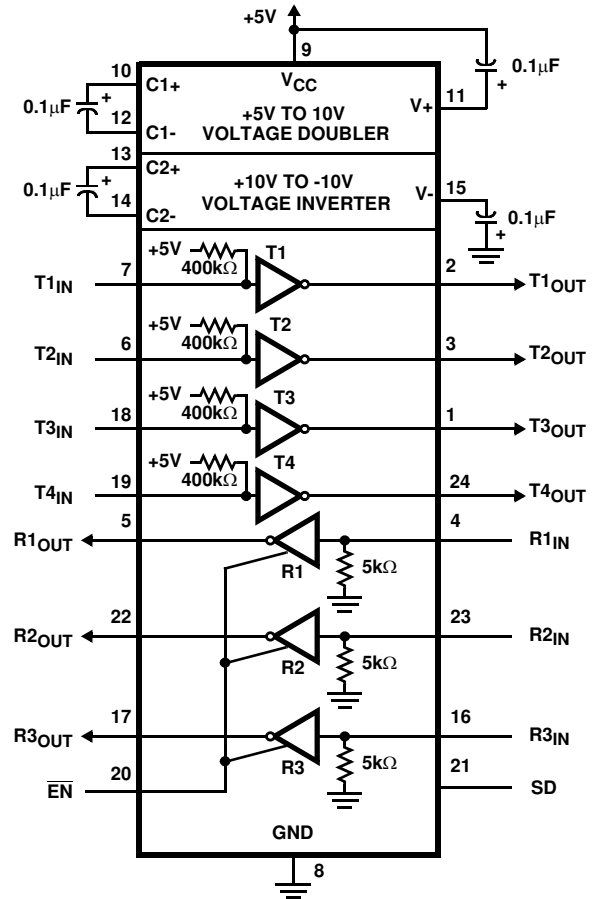 +5V
9
0.1µF
+
10
C1+
VCC
V+
11
0.1µF
+
12
C1-
+5V TO 10V
VOLTAGE DOUBLER
13
C2+
0.1µF
+
14
C2-
+10V TO -10V
VOLTAGE INVERTER
V-
15
0.1µF
+
+5V
400kΩ
T1
T1IN
7
2
T1OUT
+5V
400kΩ
T2
T2IN
6
3
T2OUT
+5V
400kΩ
T3
T3IN
18
1
T3OUT
+5V
400kΩ
T4
T4IN
19
24
T4OUT
R1OUT
5
4
R1IN
R1
5kΩ
R2OUT
22
23
R2IN
R2
5kΩ
R3OUT
17
16
R3IN
R3
5kΩ
EN
20
21
SD
GND
8